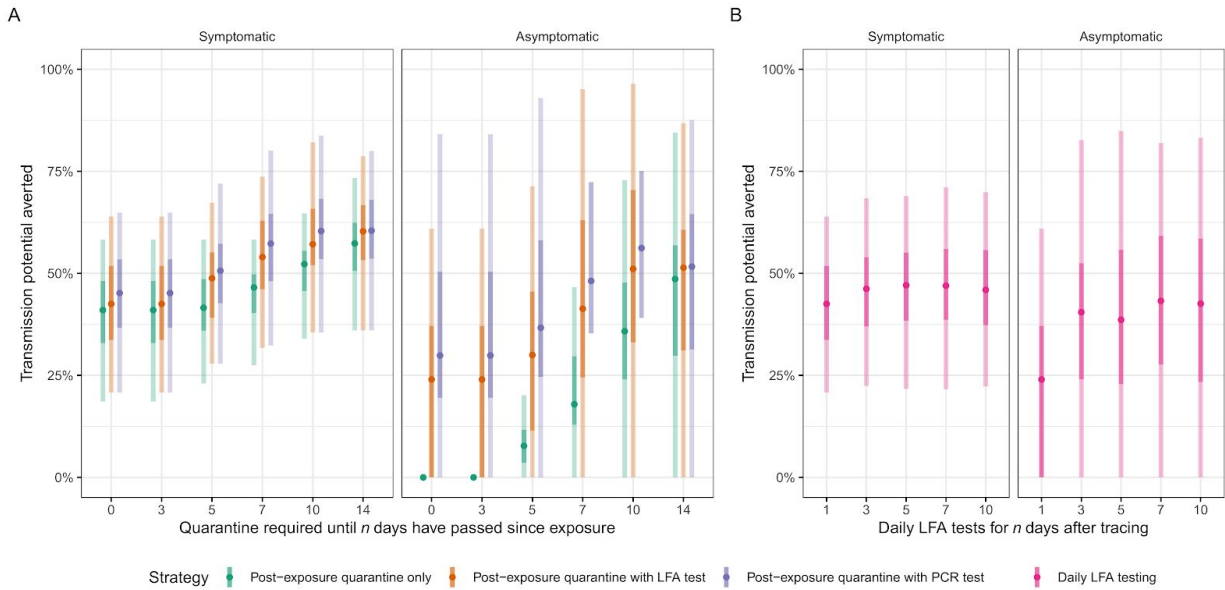 A
B
Symptomatic
Asymptomatic
Symptomatic
Asymptomatic
Transmission potential averted
100%
75%
50%
25%
0%
0 3 5 7 10 14
0 3 5 7 10 14
Quarantine required until n days have passed since exposure
Transmission potential averted
100%
75%
50%
25%
0%
1 3 5 7 10
1 3 5 7 10
Daily LFA tests for n days after tracing
Strategy Post−exposure quarantine only Post−exposure quarantine with LFA test Post−exposure quarantine with PCR test Daily LFA testing